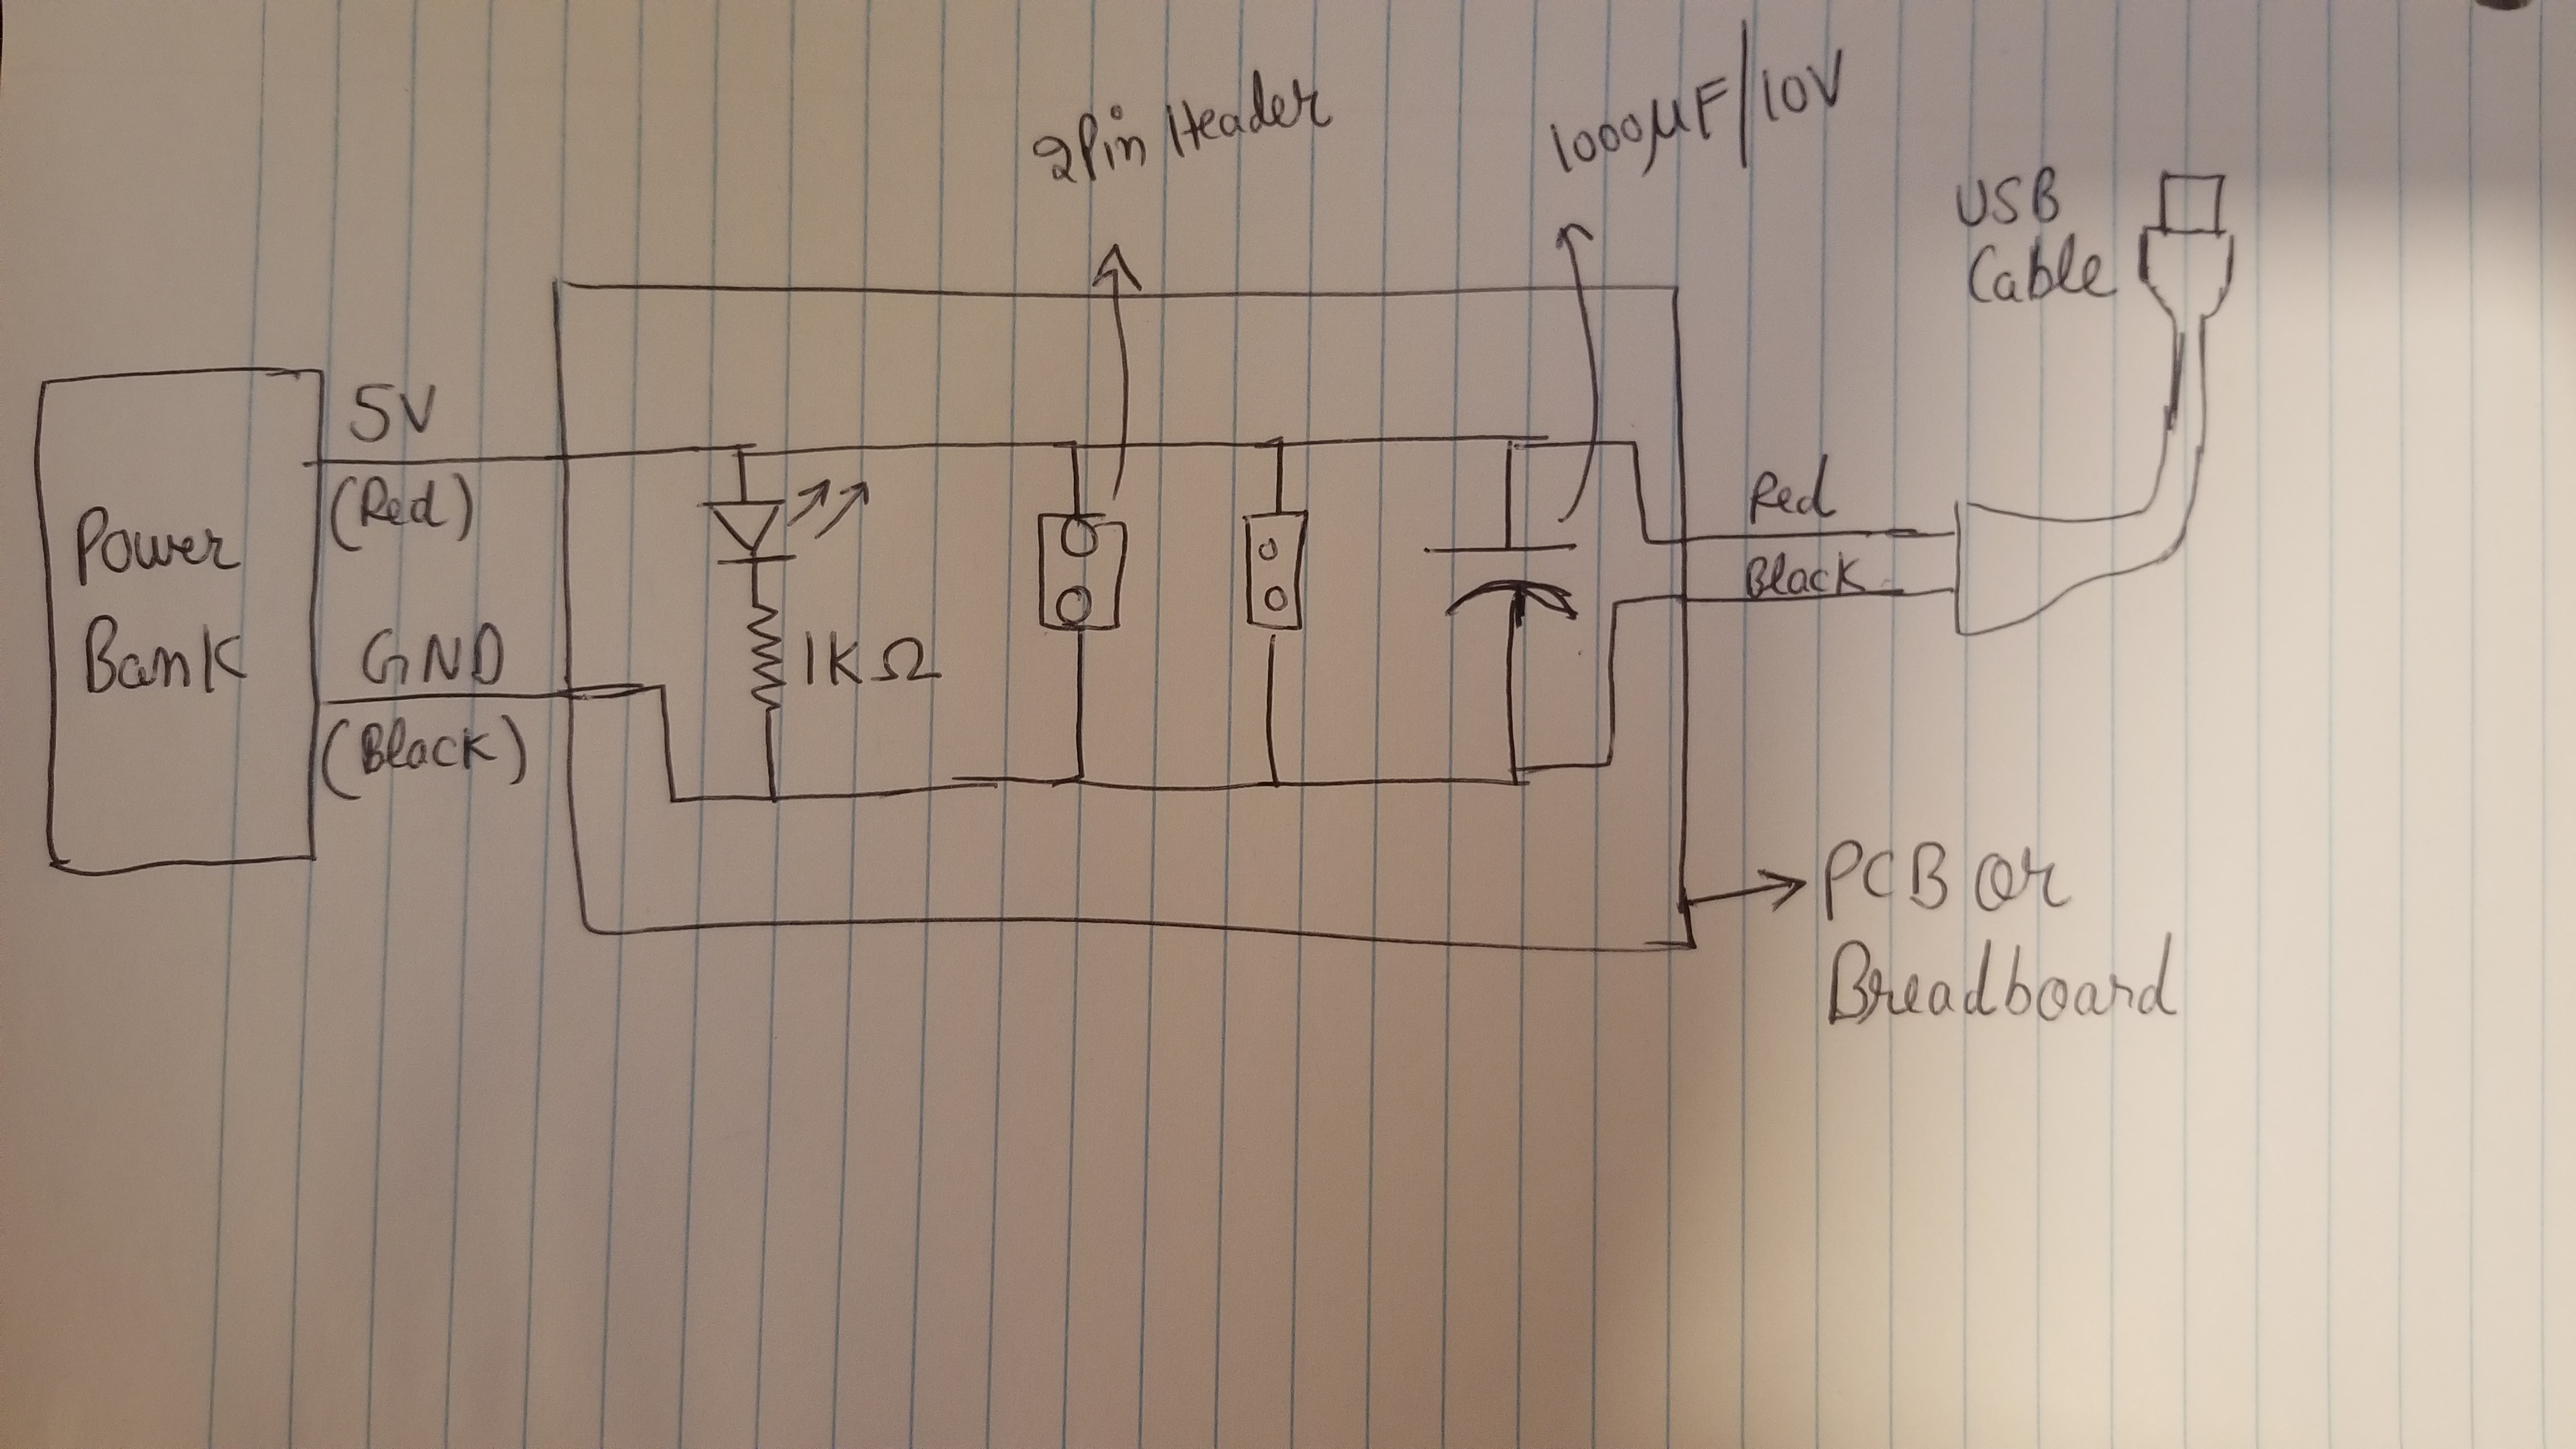 Power
Bank
5V
(Red)
GND
(Black)
1KΩ
2Pin Header
1000μF/10V
Red
Black
USB
Cable
PCB or
Breadboard